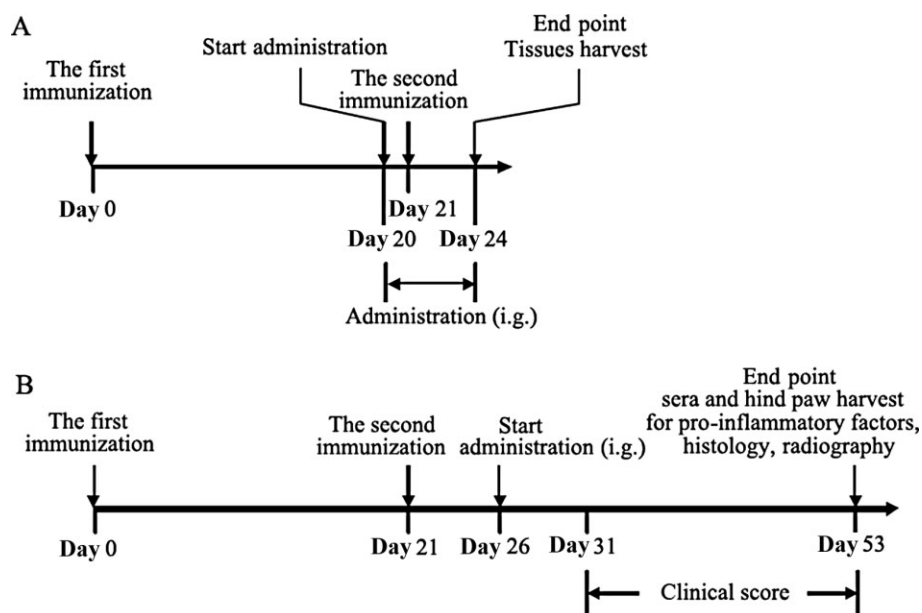 A
Start administration
End point
Tissues harvest
The first
immunization
The second
immunization
Day 0
Day 21
Day 20
Day 24
Administration (i.g.)
B
The first
immunization
The second
immunization
Start
administration (i.g.)
End point
sera and hind paw harvest
for pro-inflammatory factors,
histology, radiography
Day 0
Day 21
Day 26
Day 31
Day 53
Clinical score